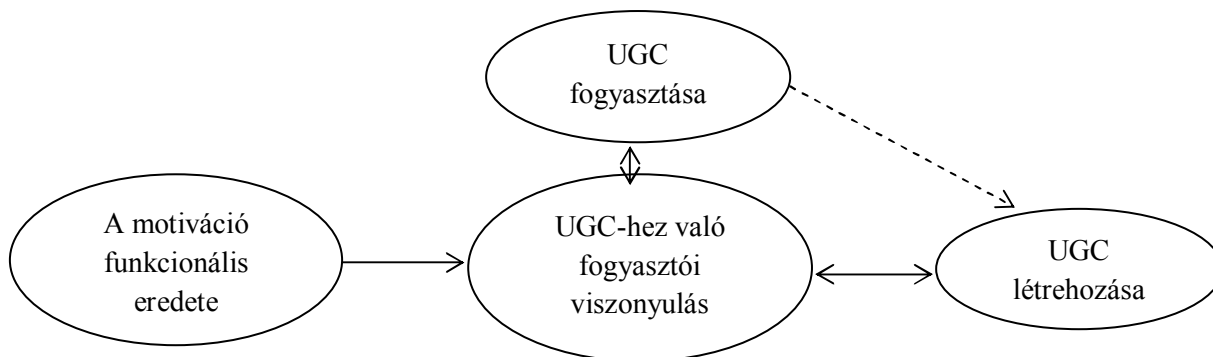 UGC
fogyasztása
A motiváció
funkcionális
eredete
UGC-hez való
fogyasztói
viszonyulás
UGC
létrehozása